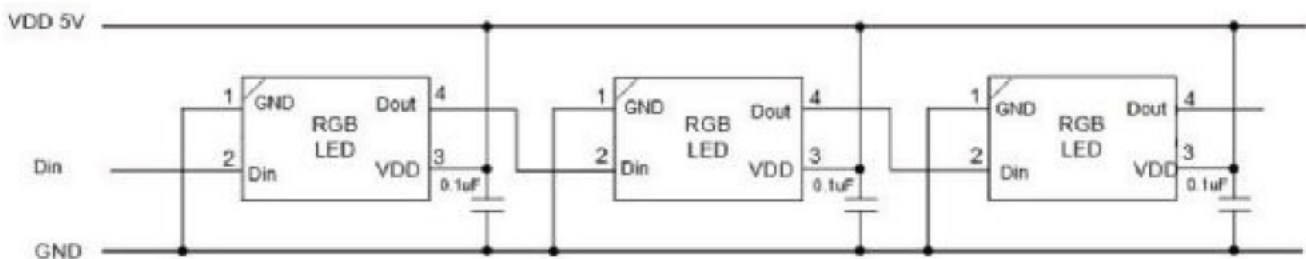 VDD 5V
1 GND Dout 4
RGB
LED
2 Din VDD 3
0.1uF
1 GND Dout 4
RGB
LED
2 Din VDD 3
0.1uF
1 GND Dout 4
RGB
LED
2 Din VDD 3
0.1uF
Din
GND